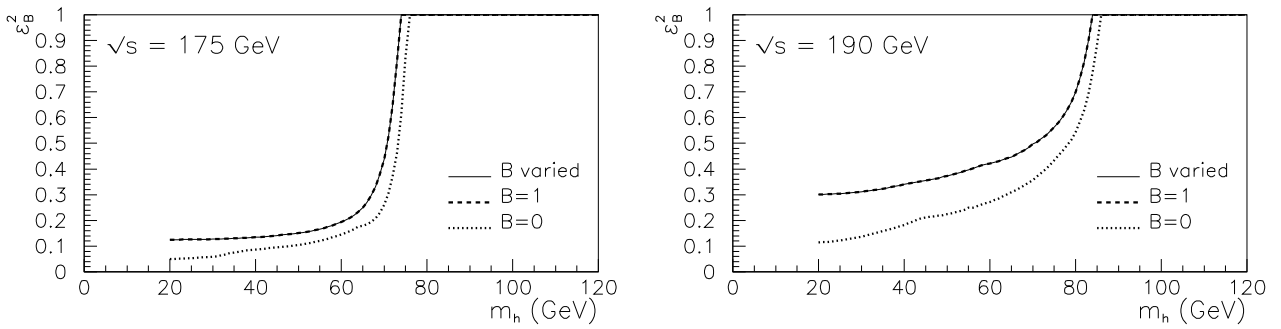 ε²_B
√s = 175 GeV
1
0.9
0.8
0.7
0.6
0.5
0.4
0.3
0.2
0.1
0
B varied
B=1
B=0
0 20 40 60 80 100 120
m_h (GeV)
ε²_B
√s = 190 GeV
1
0.9
0.8
0.7
0.6
0.5
0.4
0.3
0.2
0.1
0
B varied
B=1
B=0
0 20 40 60 80 100 120
m_h (GeV)